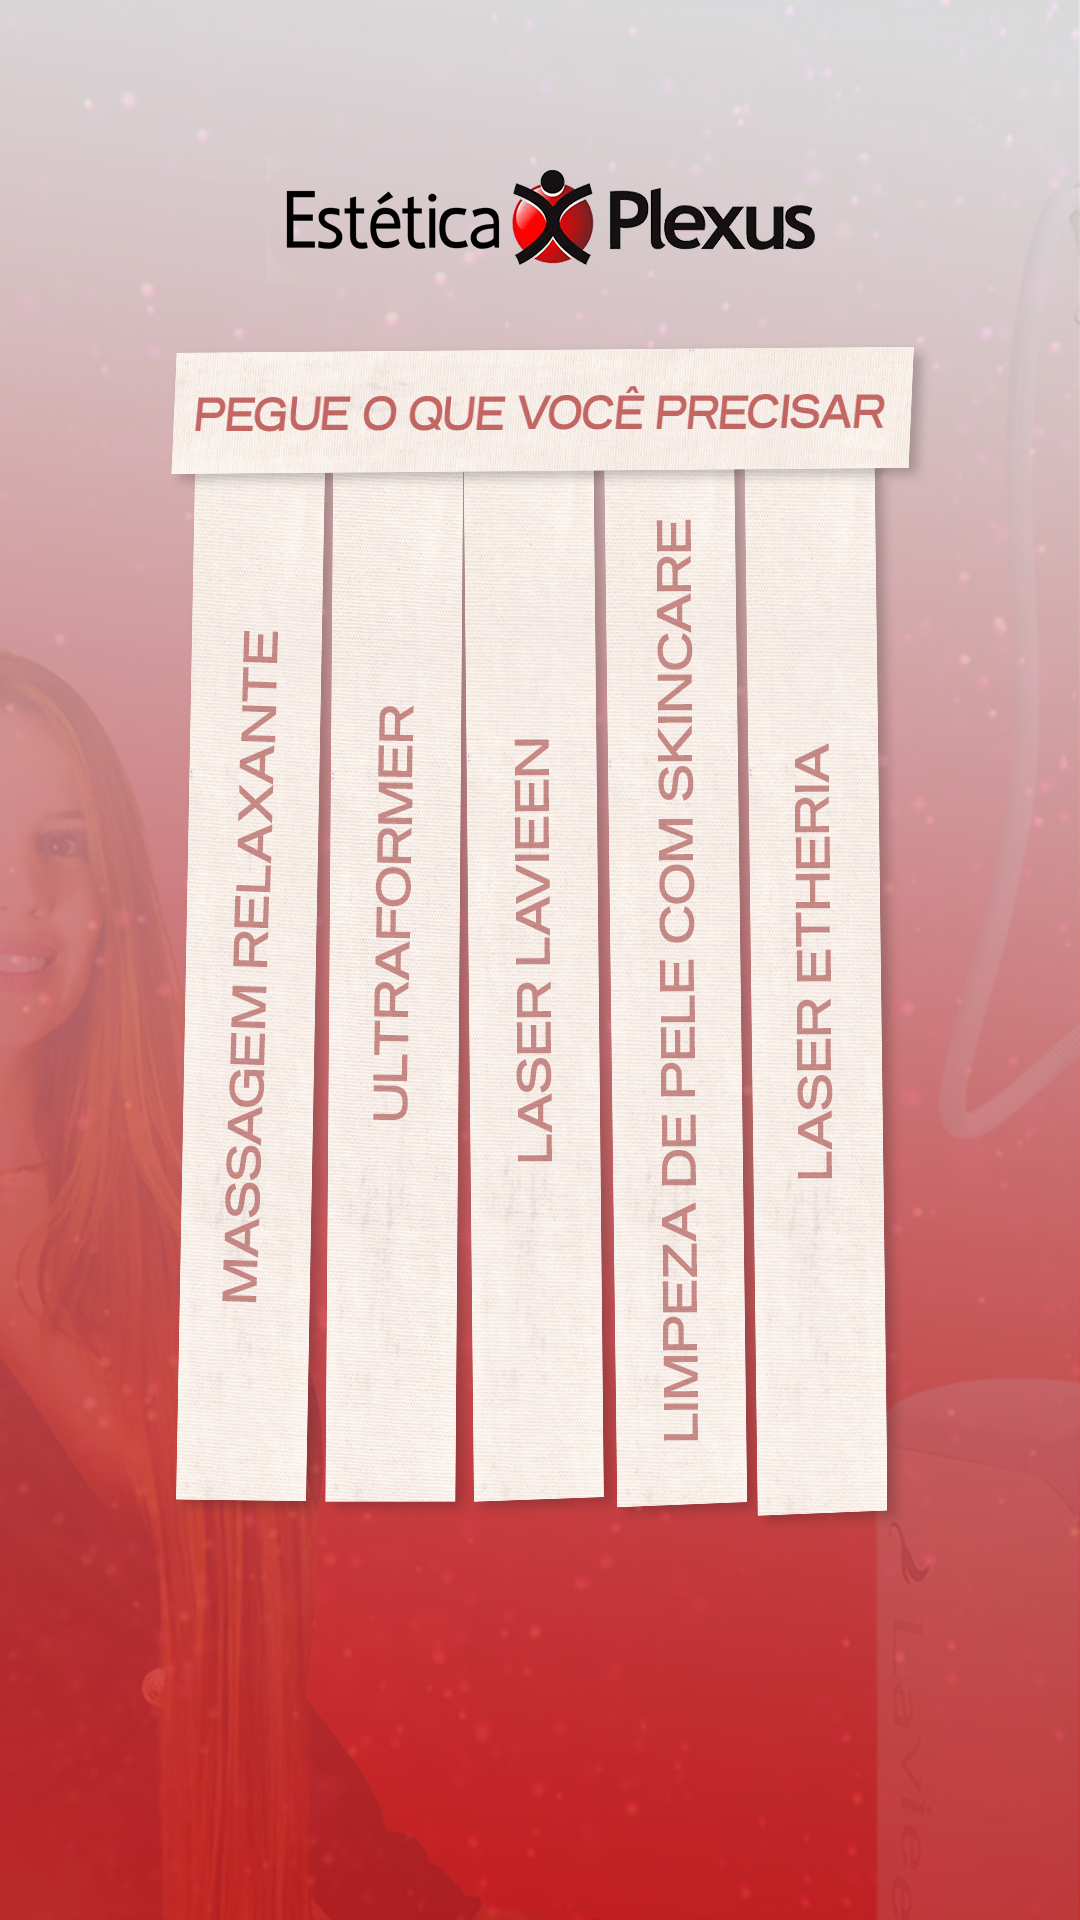 Estética Plexus
PEGUE O QUE VOCÊ PRECISAR
MASSAGEM RELAXANTE
ULTRAFORMER
LASER LAVIEEN
LIMPEZA DE PELE COM SKINCARE
LASER ETHERIA